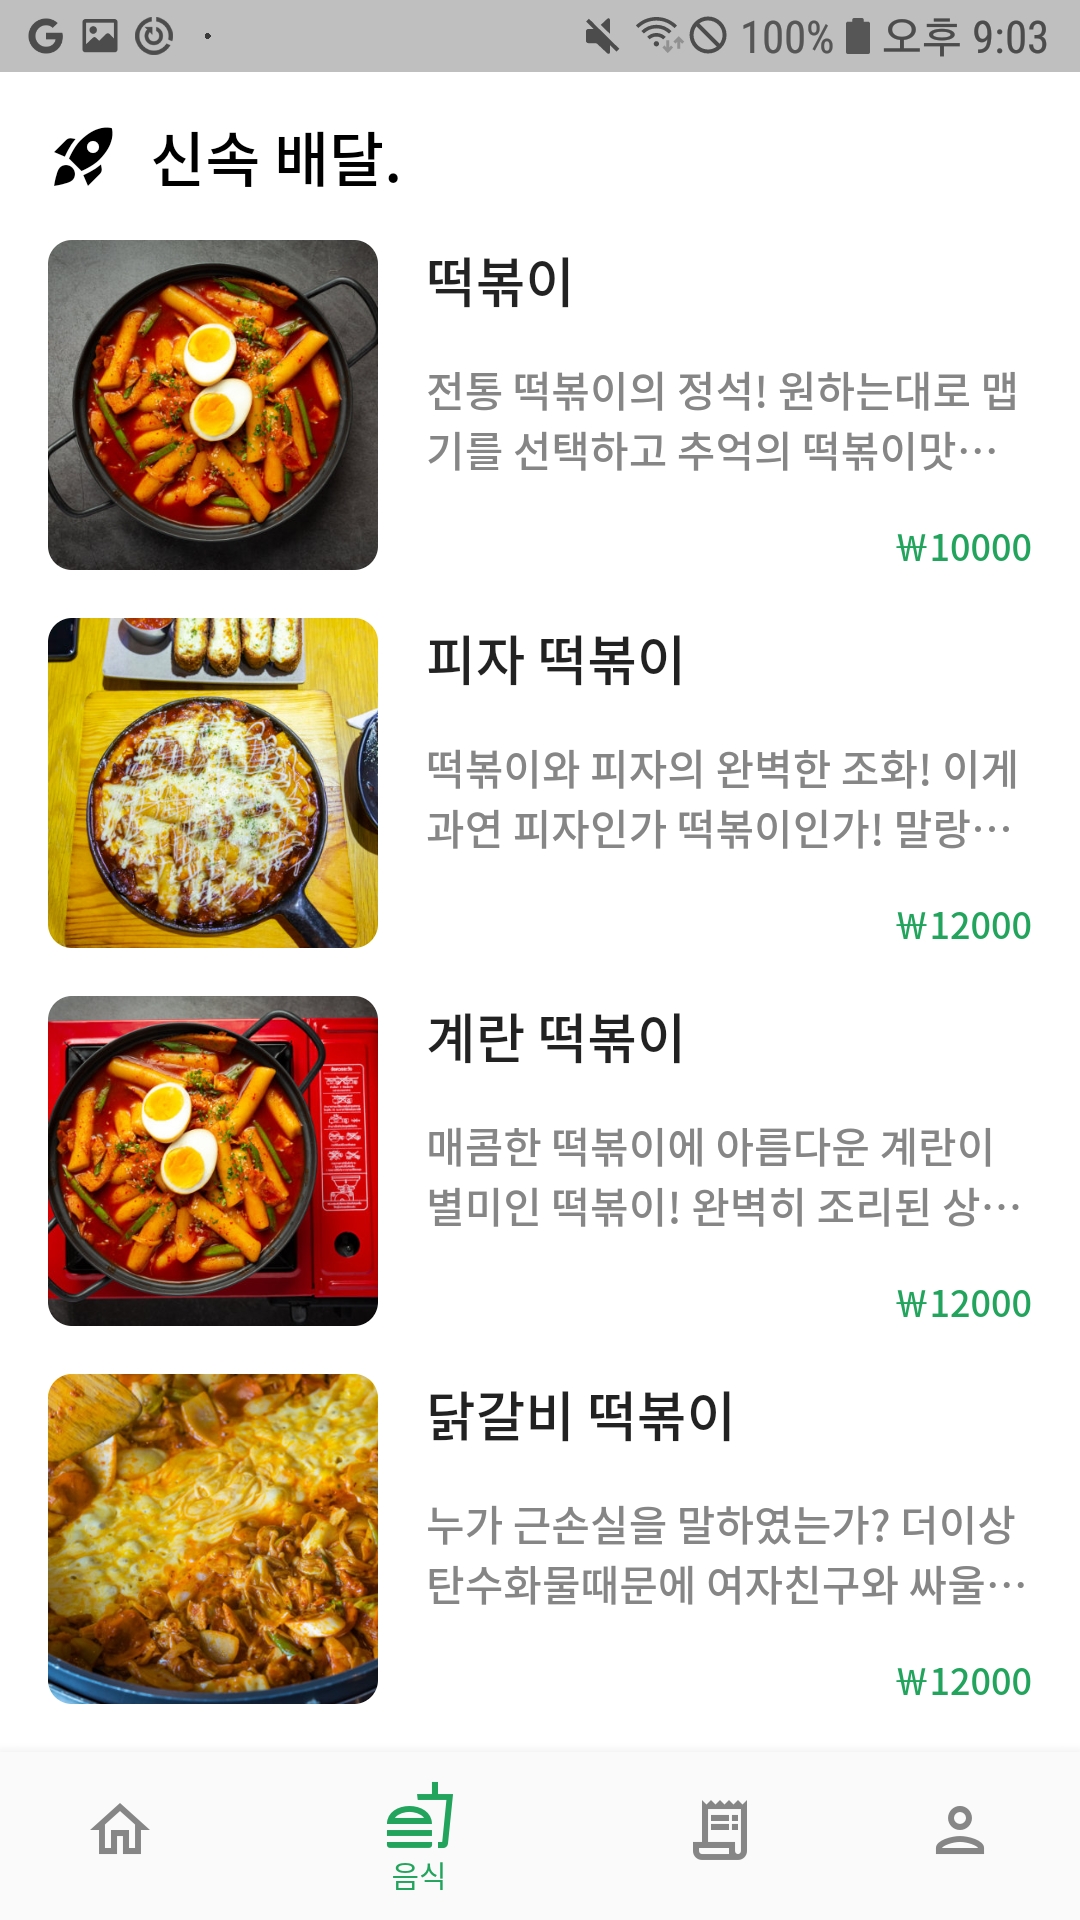 100% 오후 9:03
신속 배달.
떡볶이
전통 떡볶이의 정석! 원하는대로 맵
기를 선택하고 추억의 떡볶이맛…
₩10000
피자 떡볶이
떡볶이와 피자의 완벽한 조화! 이게
과연 피자인가 떡볶이인가! 말랑…
₩12000
계란 떡볶이
매콤한 떡볶이에 아름다운 계란이
별미인 떡볶이! 완벽히 조리된 상…
₩12000
닭갈비 떡볶이
누가 근손실을 말하였는가? 더이상
탄수화물때문에 여자친구와 싸울…
₩12000
음식